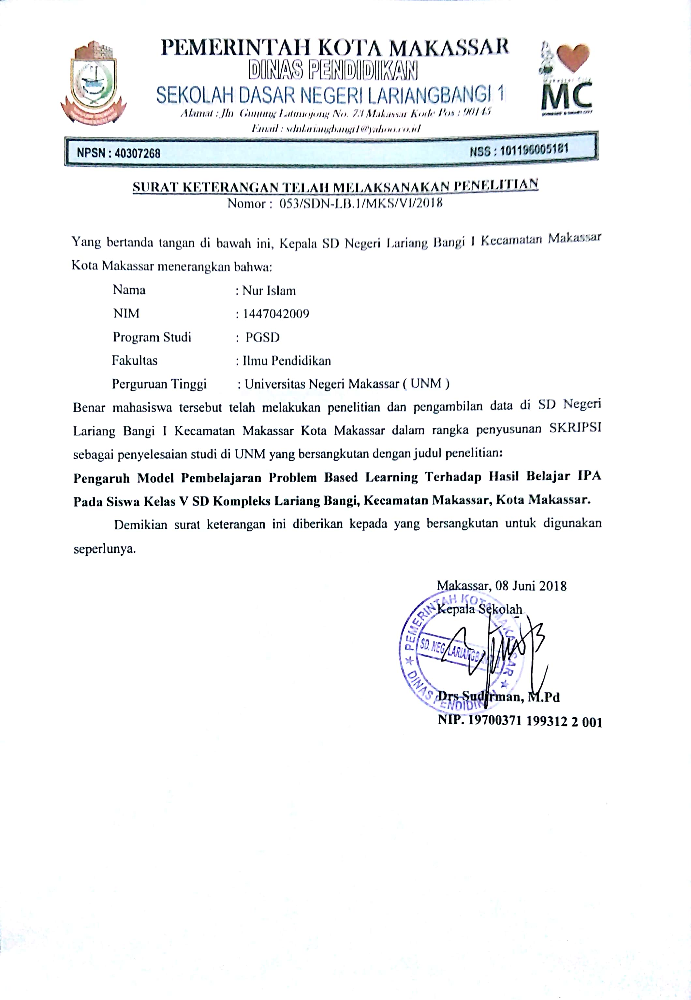 PEMERINTAH KOTA MAKASSAR
DINAS PENDIDIKAN
SEKOLAH DASAR NEGERI LARIANGBANGI 1
Alamat : Jln Gunung Latimojong No. 73 Makassar Kode Pos : 90145
Email : sdnlariangbangi1@yahoo.co.id
Makassar City
MC
NPSN : 40307268 NSS : 101196005181
SURAT KETERANGAN TELAH MELAKSANAKAN PENELITIAN
Nomor : 053/SDN-LB.1/MKS/VI/2018
Yang bertanda tangan di bawah ini, Kepala SD Negeri Lariang Bangi I Kecamatan Makassar
Kota Makassar menerangkan bahwa:
Nama : Nur Islam
NIM : 1447042009
Program Studi : PGSD
Fakultas : Ilmu Pendidikan
Perguruan Tinggi : Universitas Negeri Makassar ( UNM )
Benar mahasiswa tersebut telah melakukan penelitian dan pengambilan data di SD Negeri
Lariang Bangi I Kecamatan Makassar Kota Makassar dalam rangka penyusunan SKRIPSI
sebagai penyelesaian studi di UNM yang bersangkutan dengan judul penelitian:
Pengaruh Model Pembelajaran Problem Based Learning Terhadap Hasil Belajar IPA
Pada Siswa Kelas V SD Kompleks Lariang Bangi, Kecamatan Makassar, Kota Makassar.
Demikian surat keterangan ini diberikan kepada yang bersangkutan untuk digunakan
seperlunya.
Makassar, 08 Juni 2018
Kepala Sekolah
PEMERINTAH KOTA MAKASSAR
SD. NEG. LARIANGBANGI I
DINAS PENDIDIKAN
Drs Sudirman, M.Pd
NIP. 19700371 199312 2 001